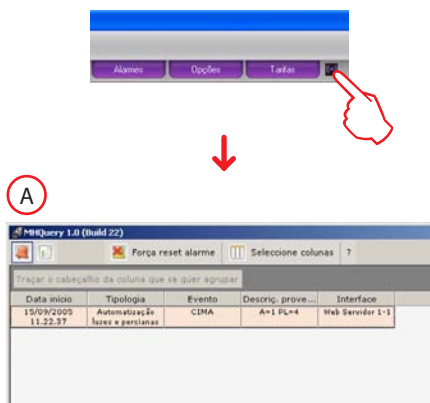 Alarmes Opções Tarifas
A
MHQuery 1.0 (Build 22)
Força reset alarme Seleccione colunas ?
Traçar o cabeçalho da coluna que se quer agrupar
Data início Tipologia Evento Descriç. prove... Interface
15/09/2005 Automatização CIMA A=1 PL=4 Web Servidor 1-1
11.22.37 luzes e persianas